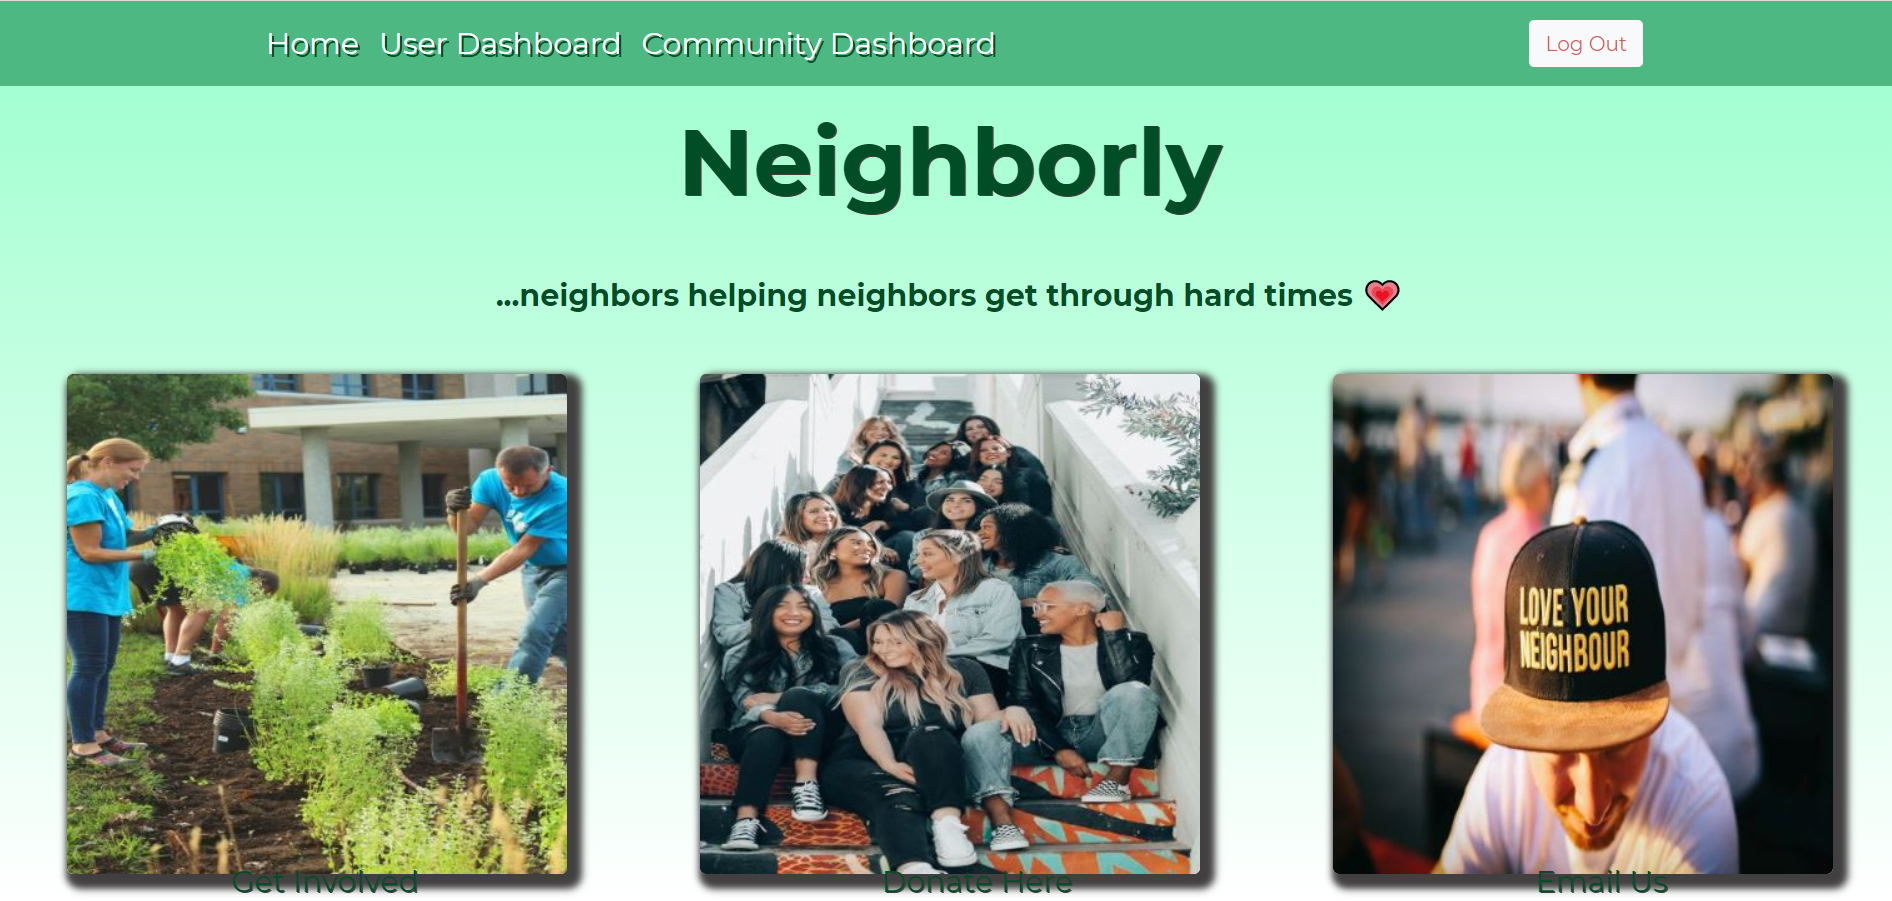 Home User Dashboard Community Dashboard Log Out
Neighborly
...neighbors helping neighbors get through hard times
LOVE YOUR
NEIGHBOUR
Get Involved Donate Here Email Us